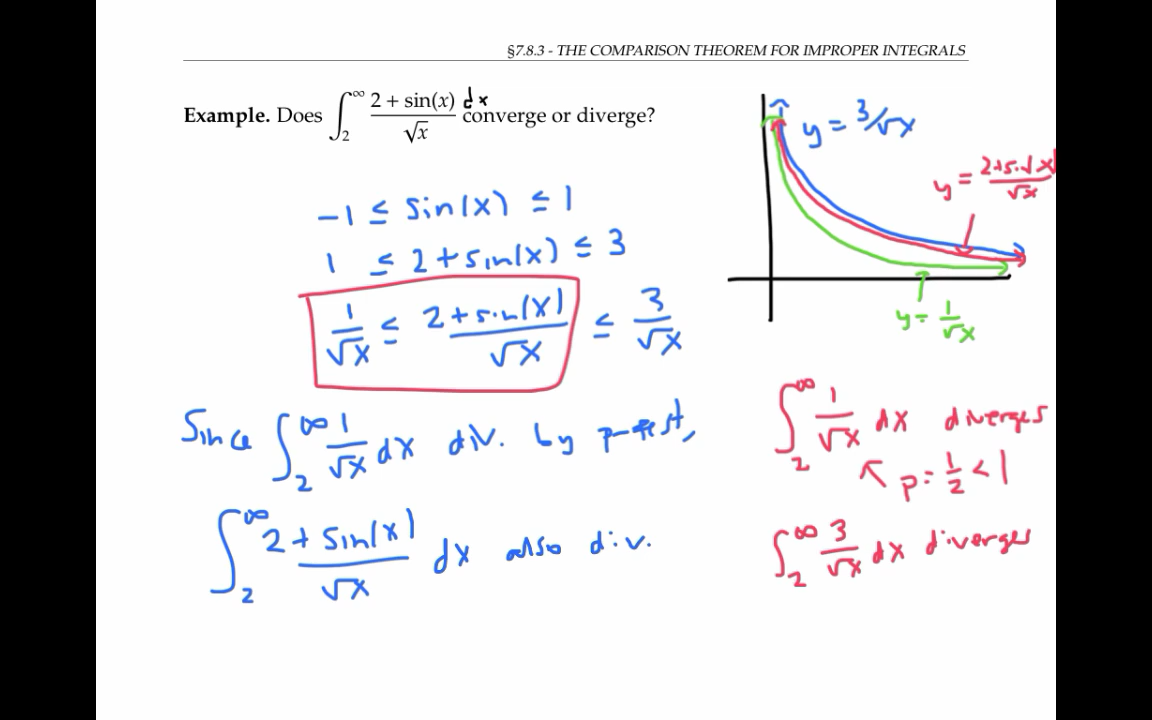 §7.8.3 - THE COMPARISON THEOREM FOR IMPROPER INTEGRALS
Example. Does ∫₂^∞ (2 + sin(x))/√x dx converge or diverge?
y = 3/√x
y = (2+sin(x))/√x
y = 1/√x
-1 ≤ sin(x) ≤ 1
1 ≤ 2 + sin(x) ≤ 3
1/√x ≤ (2 + sin(x))/√x ≤ 3/√x
Since ∫₂^∞ 1/√x dx div. by p-test,
∫₂^∞ (2 + sin(x))/√x dx also div.
∫₂^∞ 1/√x dx diverges
p = 1/2 < 1
∫₂^∞ 3/√x dx diverges